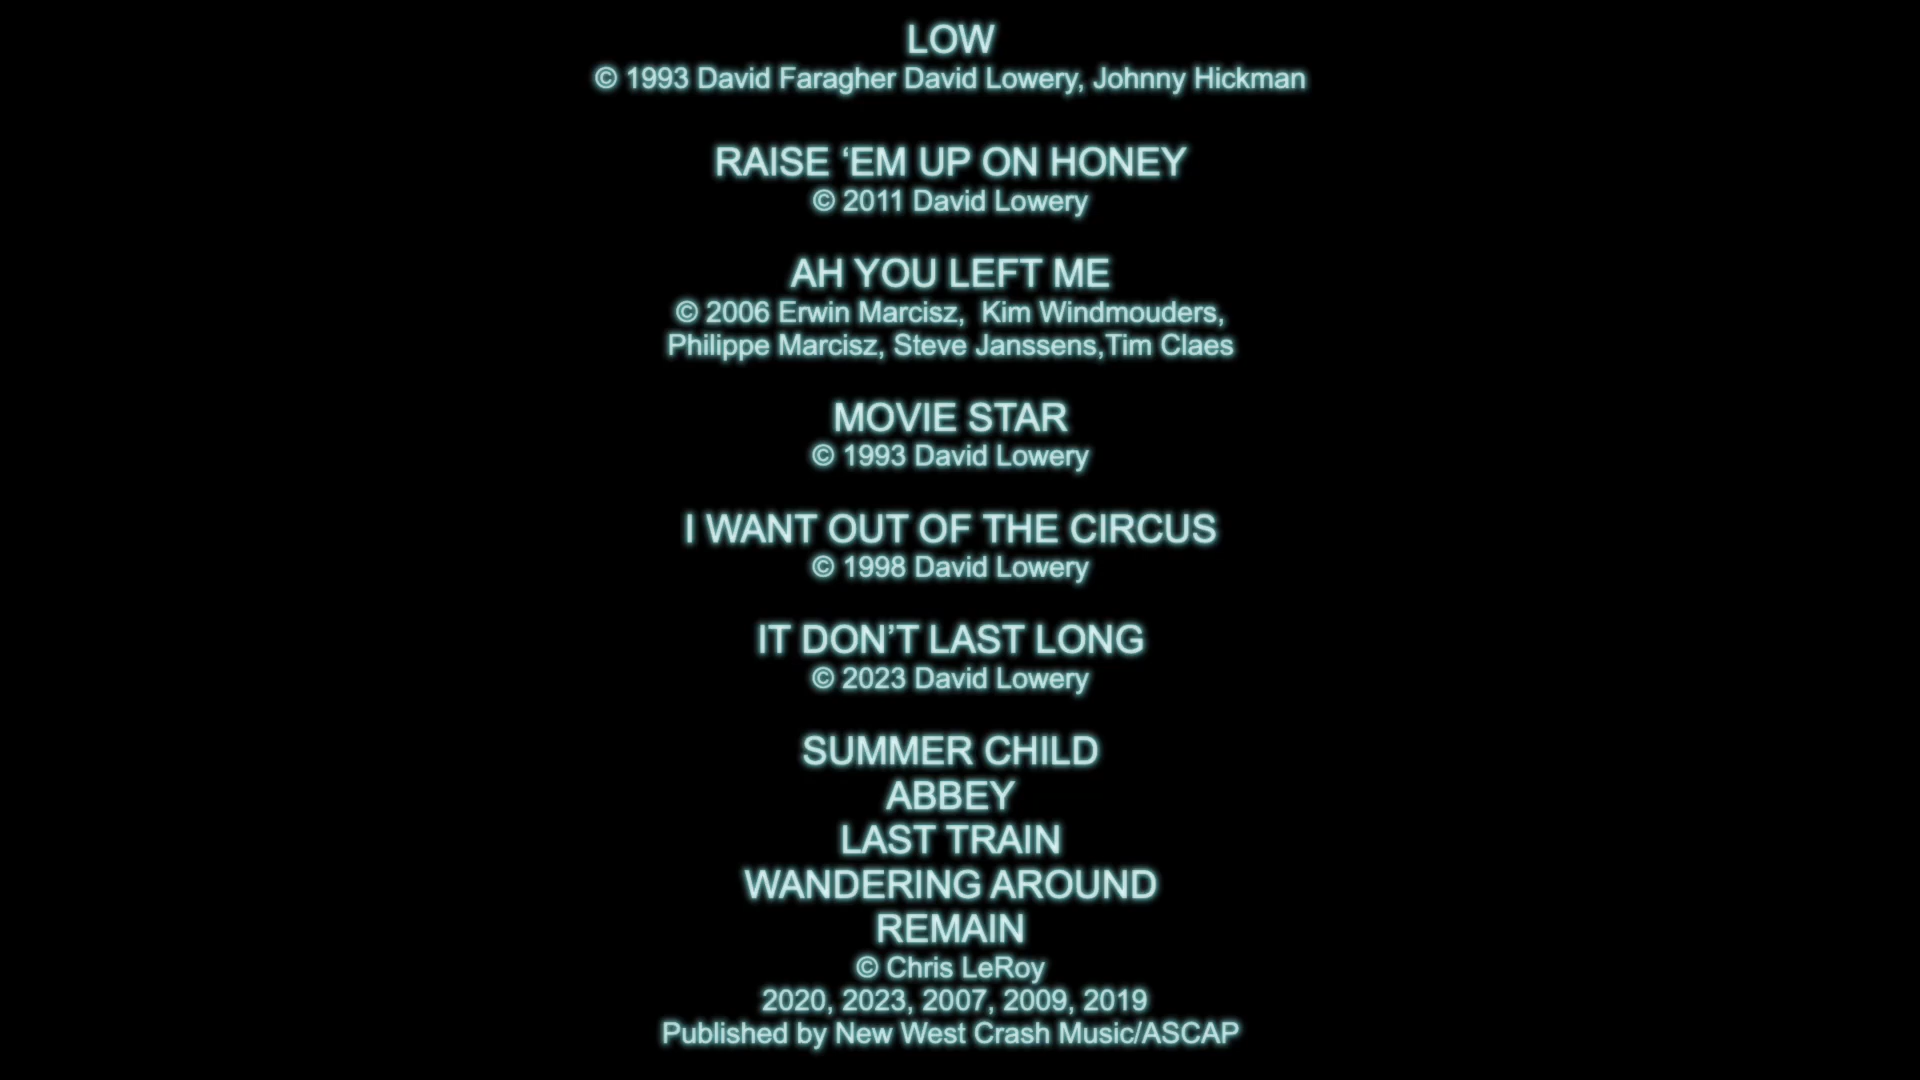 LOW
© 1993 David Faragher David Lowery, Johnny Hickman
RAISE ‘EM UP ON HONEY
© 2011 David Lowery
AH YOU LEFT ME
© 2006 Erwin Marcisz,  Kim Windmouders,
Philippe Marcisz, Steve Janssens,Tim Claes
MOVIE STAR
© 1993 David Lowery
I WANT OUT OF THE CIRCUS
© 1998 David Lowery
IT DON’T LAST LONG
© 2023 David Lowery
SUMMER CHILD
ABBEY
LAST TRAIN
WANDERING AROUND
REMAIN
© Chris LeRoy
2020, 2023, 2007, 2009, 2019
Published by New West Crash Music/ASCAP